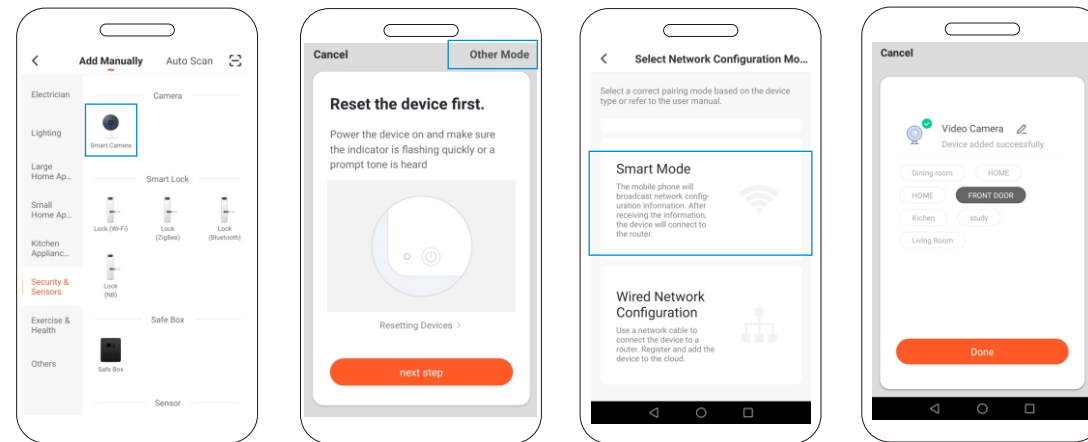 Add Manually
Auto Scan
Electrician
Lighting
Large
Home Ap...
Small
Home Ap...
Kitchen
Applianc...
Security &
Sensors
Exercise &
Health
Others
Camera
Smart Camera
Smart Lock
Lock (Wi-Fi)
Lock
(ZigBee)
Lock
(Bluetooth)
Lock
(NB)
Safe Box
Safe Box
Sensor
Cancel
Other Mode
Reset the device first.
Power the device on and make sure
the indicator is flashing quickly or a
prompt tone is heard
Resetting Devices >
next step
Select Network Configuration Mo...
Select a correct pairing mode based on the device
type or refer to the user manual.
Smart Mode
The mobile phone will
broadcast network config-
uration information. After
receiving the information,
the device will connect to
the router.
Wired Network
Configuration
Use a network cable to
connect the device to a
router. Register and add the
device to the cloud.
Cancel
Video Camera
Device added successfully
Dining room
HOME
HOME
FRONT DOOR
Kichen
study
Living Room
Done